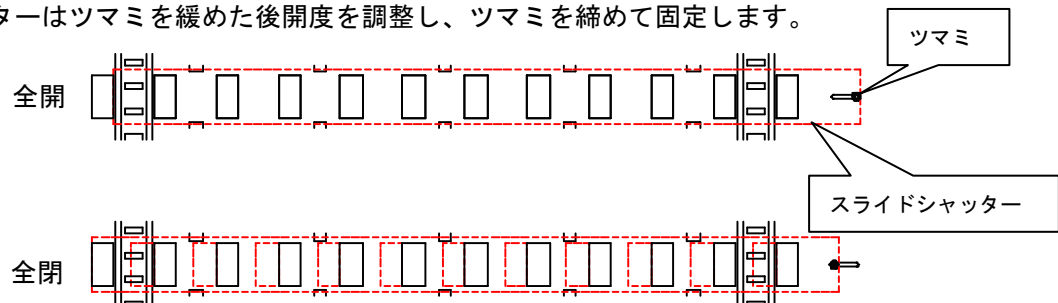 ターはツマミを緩めた後開度を調整し、ツマミを締めて固定します。
ツマミ
全開
スライドシャッター
全閉